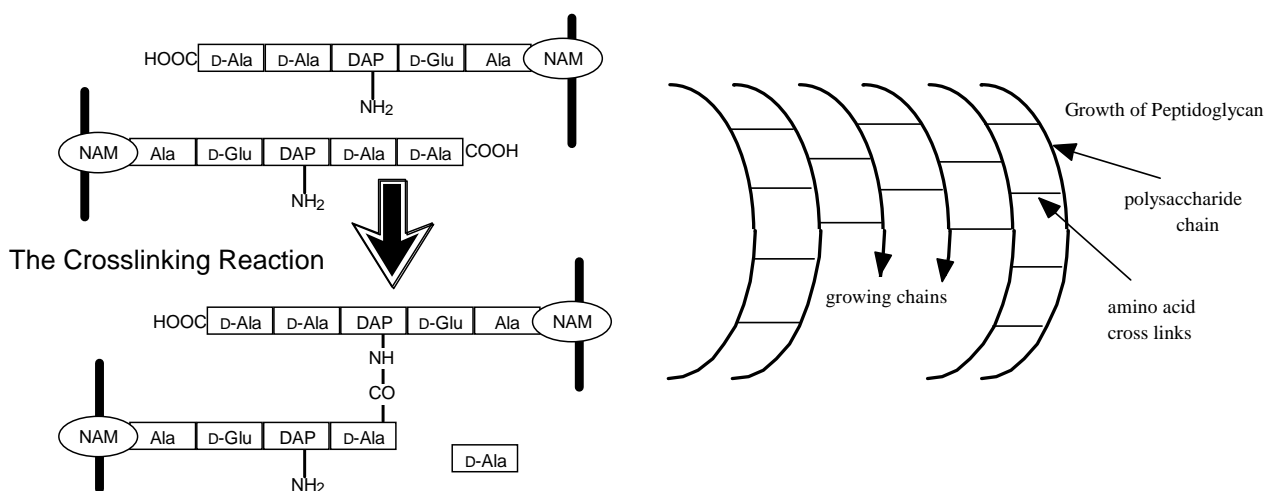 HOOC D-Ala D-Ala DAP D-Glu Ala NAM
NH2
NAM Ala D-Glu DAP D-Ala D-Ala COOH
NH2
The Crosslinking Reaction
HOOC D-Ala D-Ala DAP D-Glu Ala NAM
NH
CO
NAM Ala D-Glu DAP D-Ala
D-Ala
NH2
Growth of Peptidoglycan
polysaccharide
chain
growing chains
amino acid
cross links